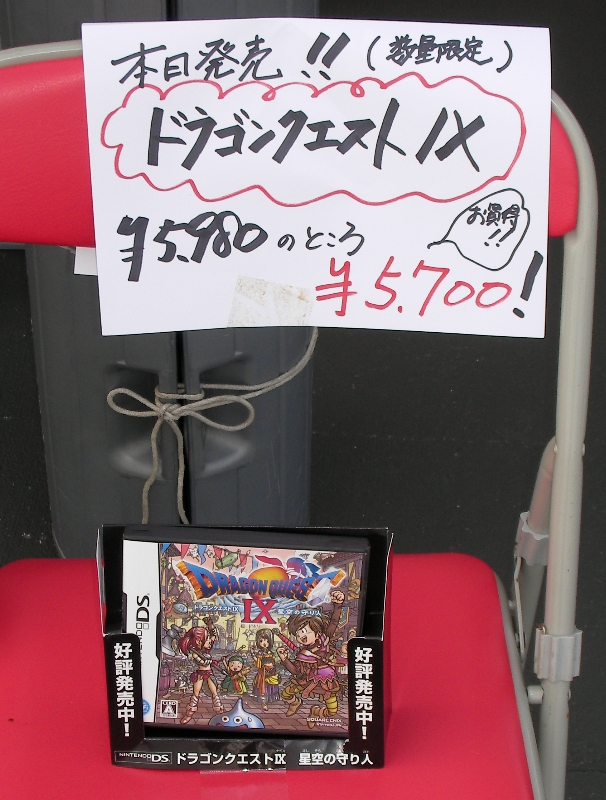 本日発売!! (数量限定)
ドラゴンクエストIX
¥5.980のところ
お買得!!
¥5.700!
DS
DRAGON QUEST
IX
ドラゴンクエストIX 星空の守り人
CERO
A
SQUARE ENIX
好評発売中!
好評発売中!
NINTENDO DS ドラゴンクエストIX 星空の守り人